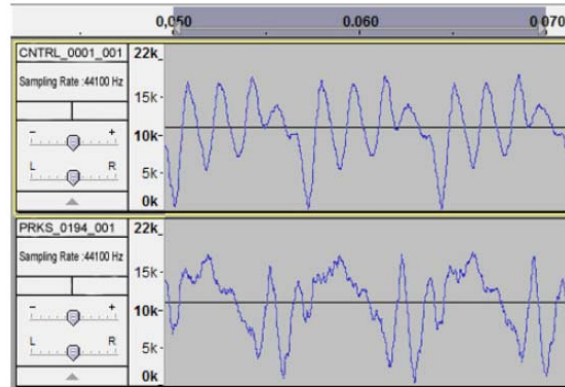 0,050 0.060 0.070
CNTRL_0001_001
Sampling Rate :44100 Hz
- +
L R
22k
15k
10k
5k
0k
PRKS_0194_001
Sampling Rate :44100 Hz
- +
L R
22k
15k
10k
5k
0k